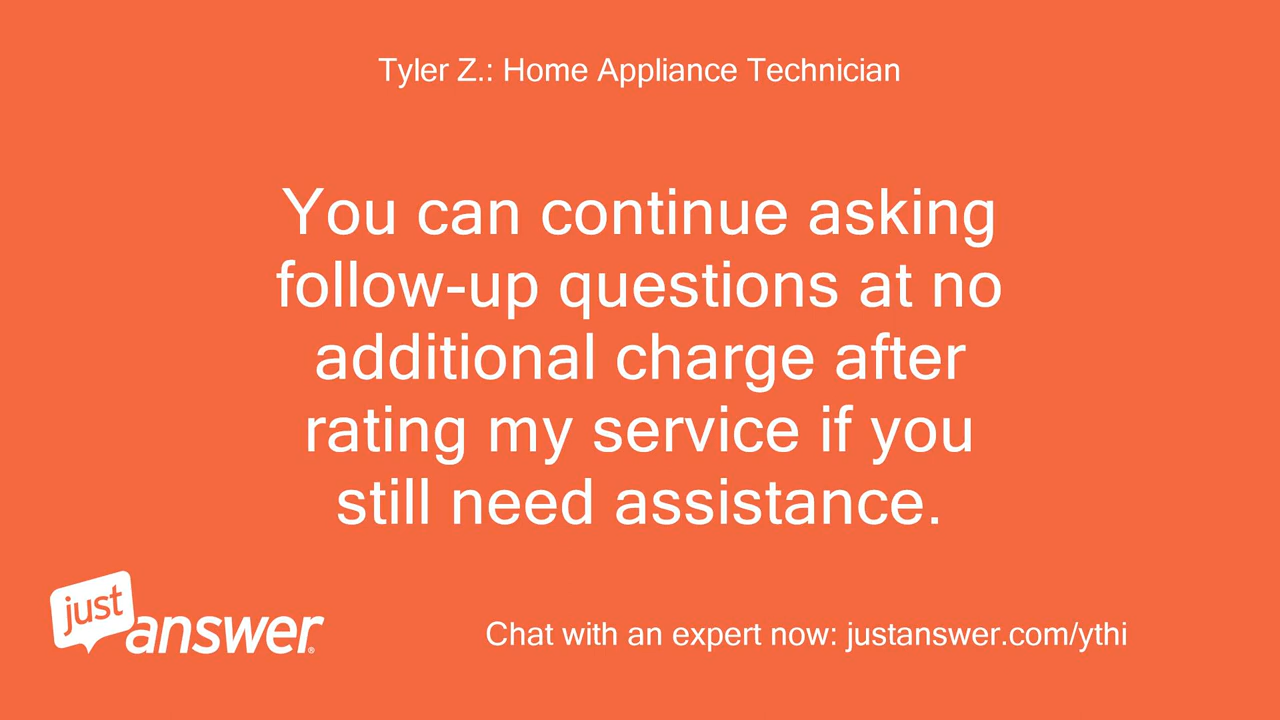 Tyler Z.: Home Appliance Technician
You can continue asking
follow-up questions at no
additional charge after
rating my service if you
still need assistance.
just
answer®
Chat with an expert now: justanswer.com/ythi